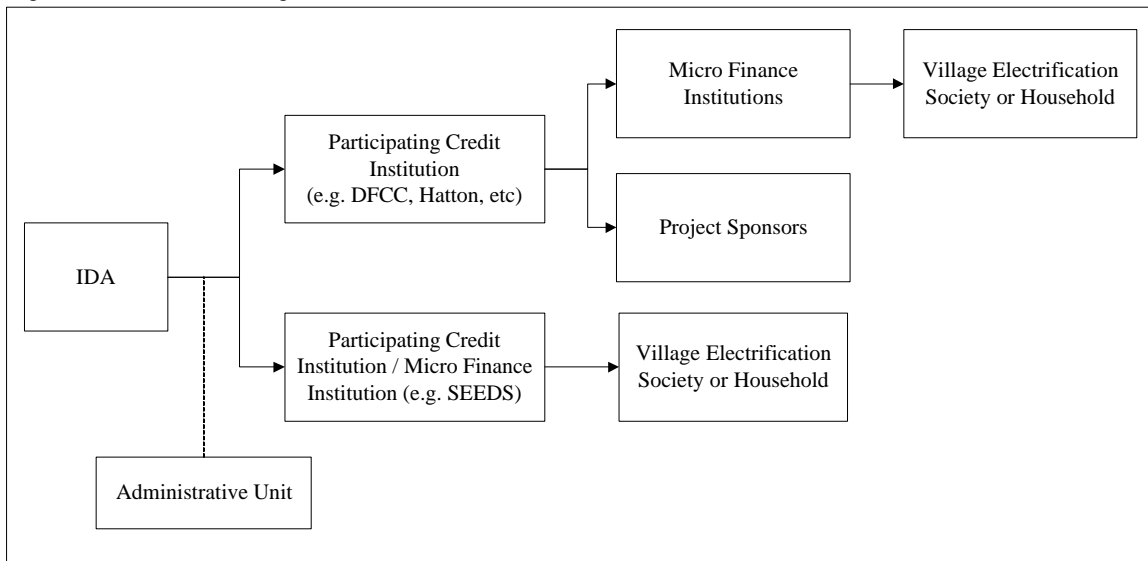 Micro Finance
Institutions
Village Electrification
Society or Household
Participating Credit
Institution
(e.g. DFCC, Hatton, etc)
Project Sponsors
IDA
Participating Credit
Institution / Micro Finance
Institution (e.g. SEEDS)
Village Electrification
Society or Household
Administrative Unit